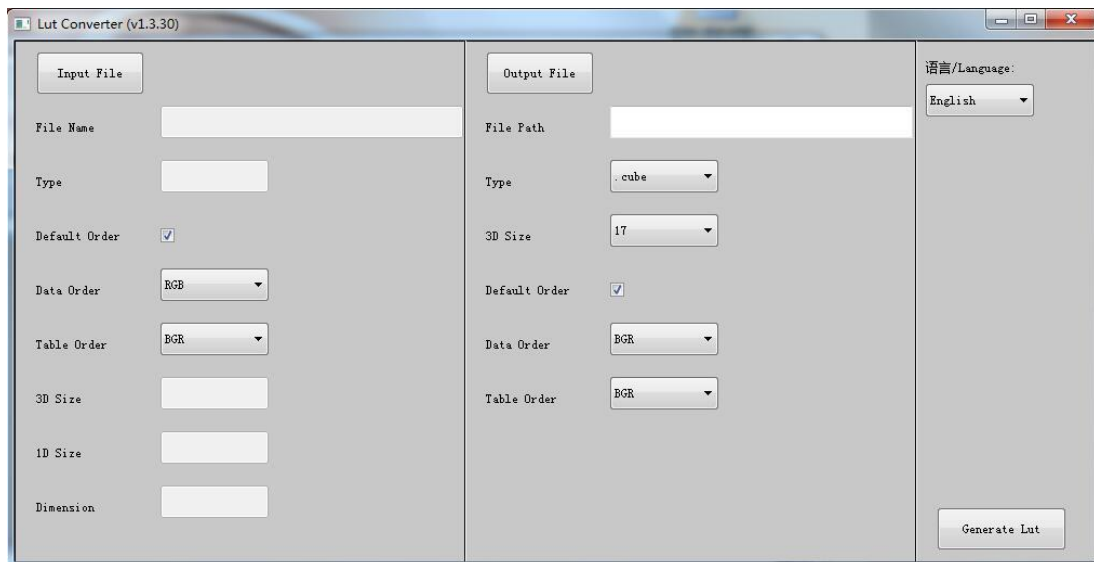 Lut Converter (v1.3.30)
Input File
File Name
Type
Default Order
Data Order RGB
Table Order BGR
3D Size
1D Size
Dimension
Output File
File Path
Type .cube
3D Size 17
Default Order
Data Order BGR
Table Order BGR
语言/Language:
English
Generate Lut